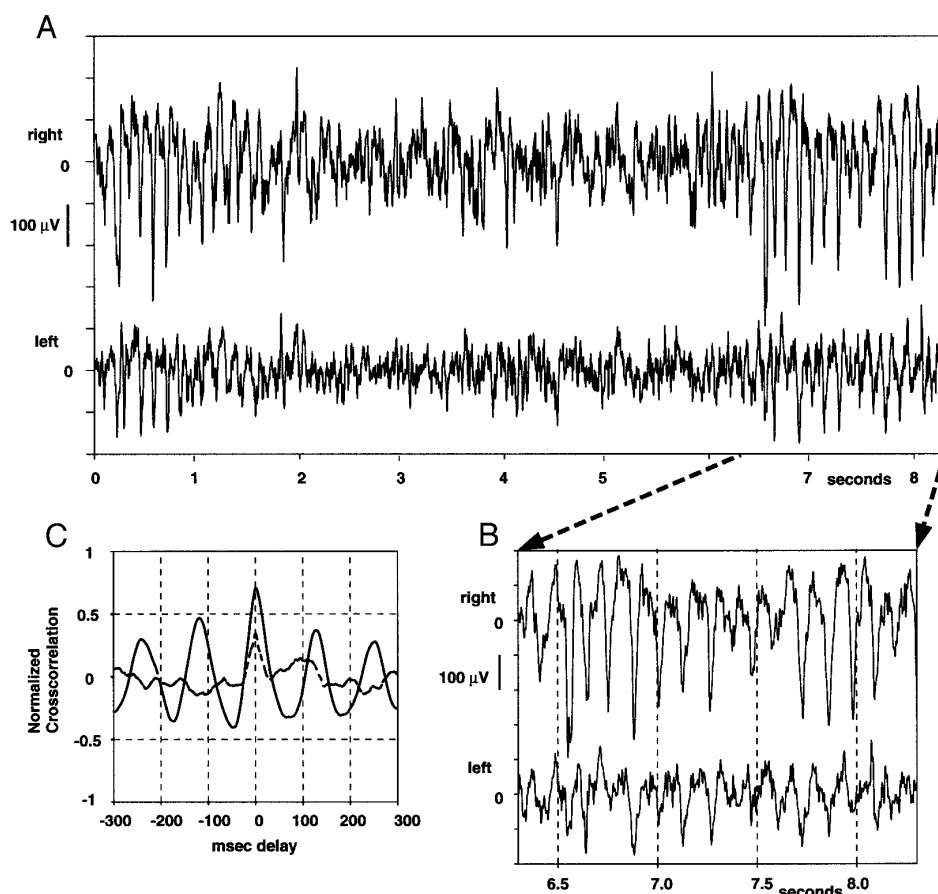 A
right
0
100 µV
left
0
0 1 2 3 4 5 7 seconds 8
C
1
0.5
0
-0.5
-1
Normalized
Crosscorrelation
-300 -200 -100 0 100 200 300
msec delay
B
right
0
100 µV
left
0
6.5 7.0 7.5 8.0
seconds